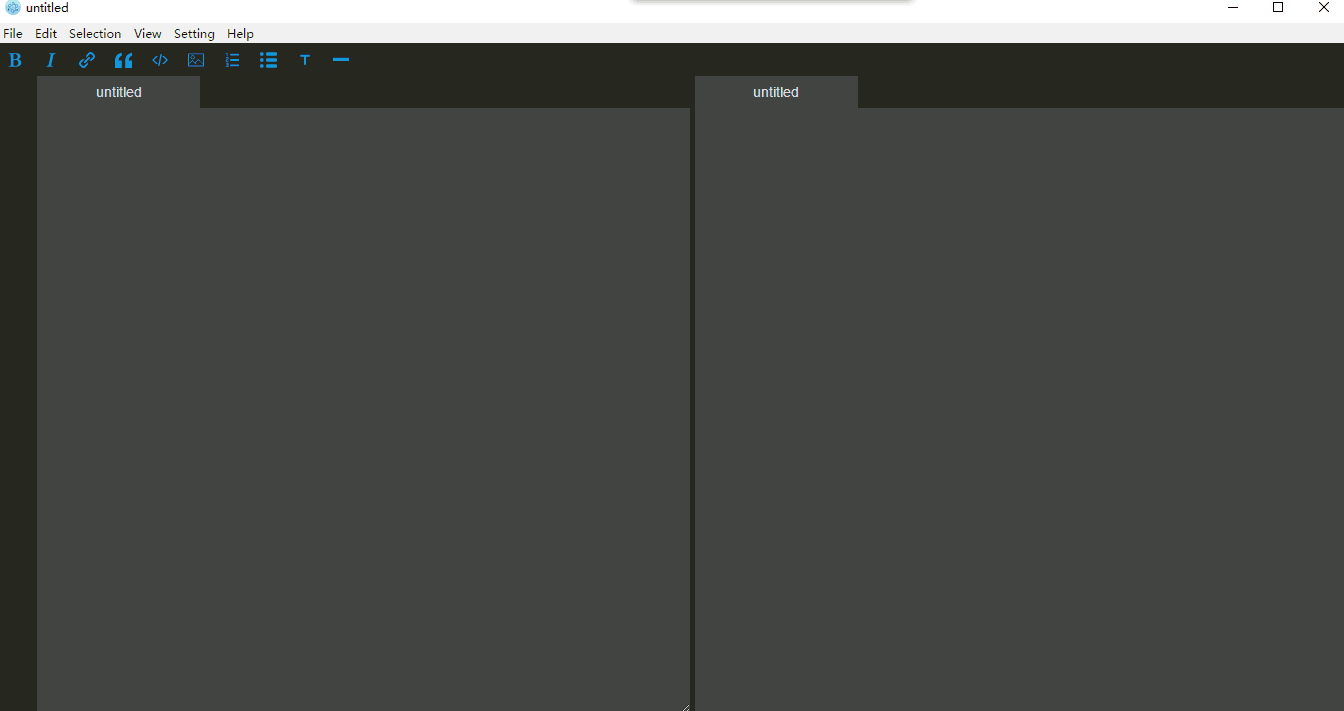 untitled
File Edit Selection View Setting Help
B I T
untitled untitled